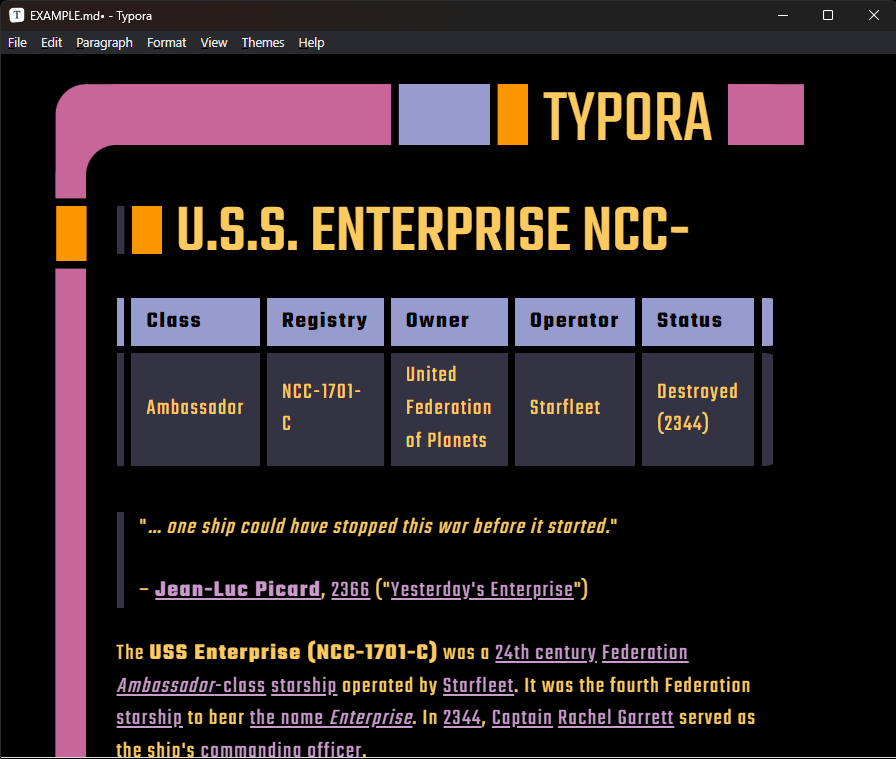 EXAMPLE.md• - Typora
File Edit Paragraph Format View Themes Help
TYPORA
U.S.S. ENTERPRISE NCC-
Class Registry Owner Operator Status
Ambassador NCC-1701-C United Federation of Planets Starfleet Destroyed (2344)
"... one ship could have stopped this war before it started."
– Jean-Luc Picard, 2366 ("Yesterday's Enterprise")
The USS Enterprise (NCC-1701-C) was a 24th century Federation
Ambassador-class starship operated by Starfleet. It was the fourth Federation
starship to bear the name Enterprise. In 2344, Captain Rachel Garrett served as
the ship's commanding officer.